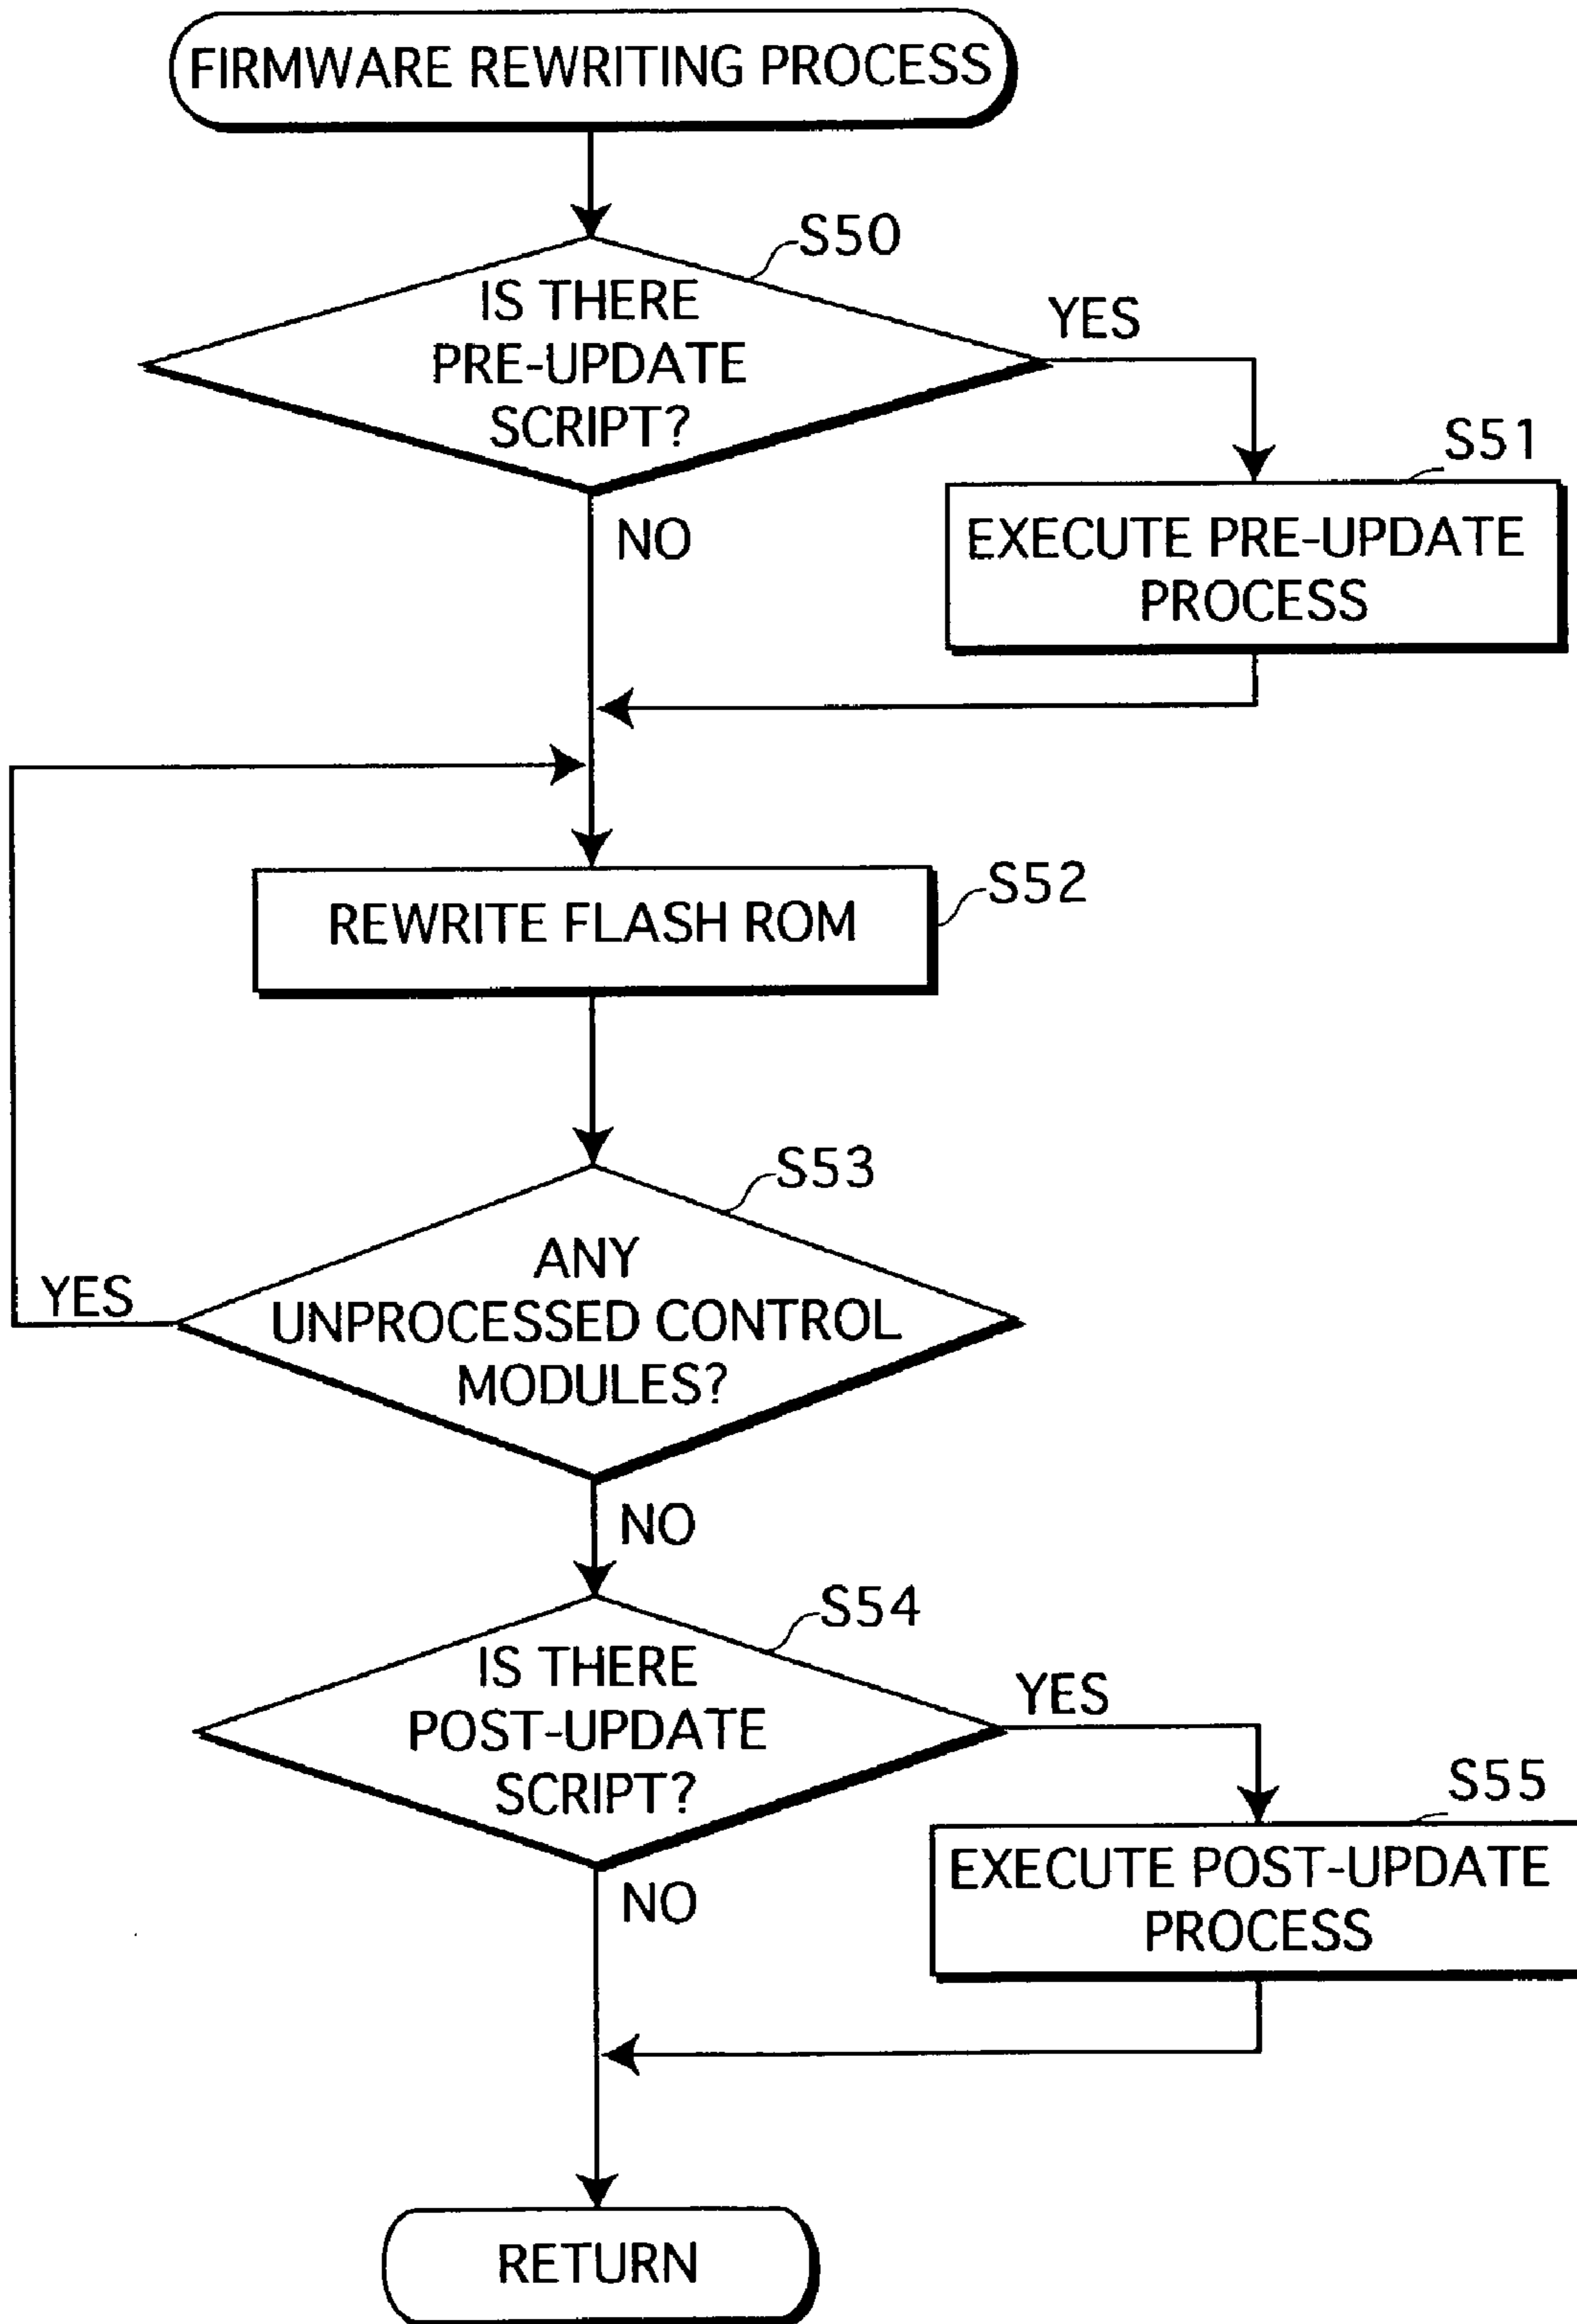 FIRMWARE REWRITING PROCESS
S50
IS THERE
PRE-UPDATE
SCRIPT?
YES
NO
S51
EXECUTE PRE-UPDATE
PROCESS
S52
REWRITE FLASH ROM
S53
ANY
UNPROCESSED CONTROL
MODULES?
YES
NO
S54
IS THERE
POST-UPDATE
SCRIPT?
YES
NO
S55
EXECUTE POST-UPDATE
PROCESS
RETURN